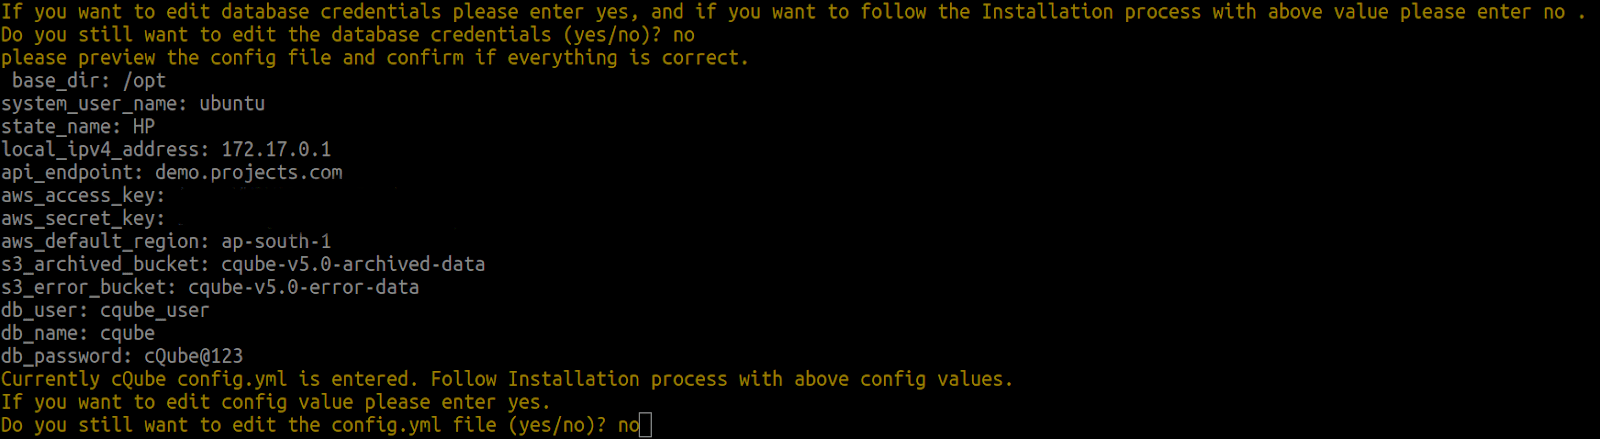 If you want to edit database credentials please enter yes, and if you want to follow the Installation process with above value please enter no .
Do you still want to edit the database credentials (yes/no)? no
please preview the config file and confirm if everything is correct.
base_dir: /opt
system_user_name: ubuntu
state_name: HP
local_ipv4_address: 172.17.0.1
api_endpoint: demo.projects.com
aws_access_key:
aws_secret_key:
aws_default_region: ap-south-1
s3_archived_bucket: cqube-v5.0-archived-data
s3_error_bucket: cqube-v5.0-error-data
db_user: cqube_user
db_name: cqube
db_password: cQube@123
Currently cQube config.yml is entered. Follow Installation process with above config values.
If you want to edit config value please enter yes.
Do you still want to edit the config.yml file (yes/no)? no